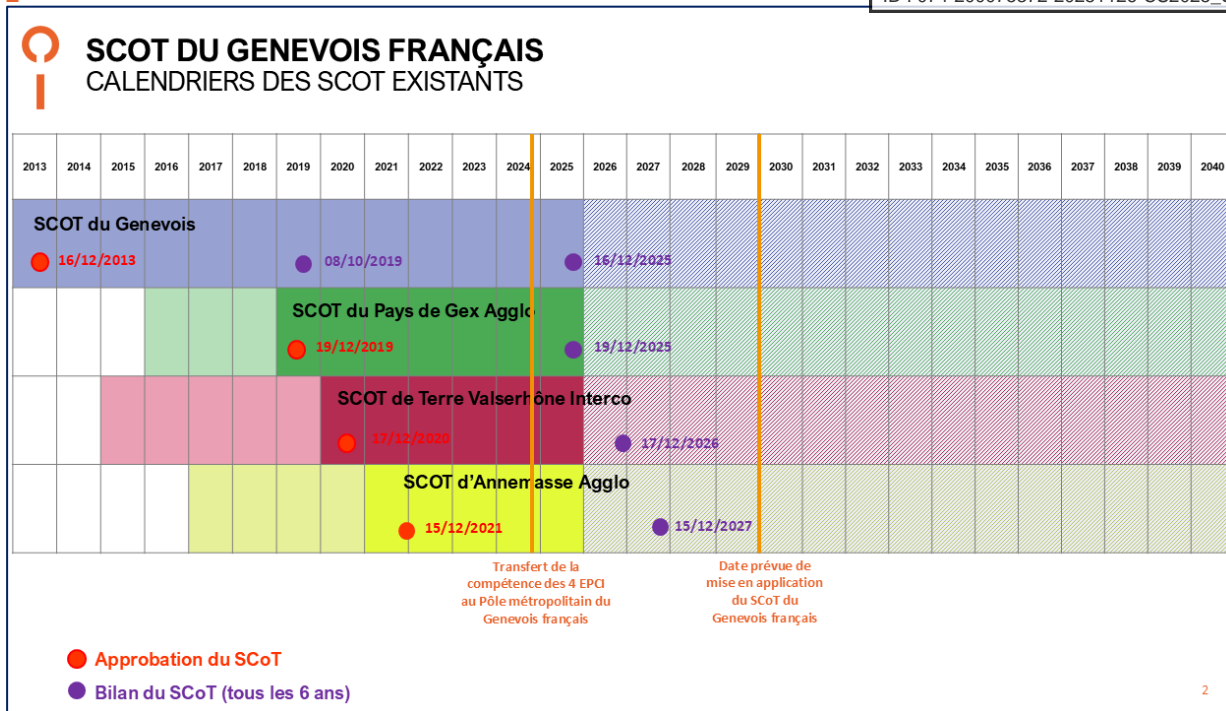 SCOT DU GENEVOIS FRANÇAIS
CALENDRIERS DES SCOT EXISTANTS
2013 2014 2015 2016 2017 2018 2019 2020 2021 2022 2023 2024 2025 2026 2027 2028 2029 2030 2031 2032 2033 2034 2035 2036 2037 2038 2039 2040
SCOT du Genevois
16/12/2013 08/10/2019 16/12/2025
SCOT du Pays de Gex Agglo
19/12/2019 19/12/2025
SCOT de Terre Valserhône Interco
17/12/2020 17/12/2026
SCOT d'Annemasse Agglo
15/12/2021 15/12/2027
Transfert de la
compétence des 4 EPCI
au Pôle métropolitain du
Genevois français
Date prévue de
mise en application
du SCoT du
Genevois français
Approbation du SCoT
Bilan du SCoT (tous les 6 ans)
2